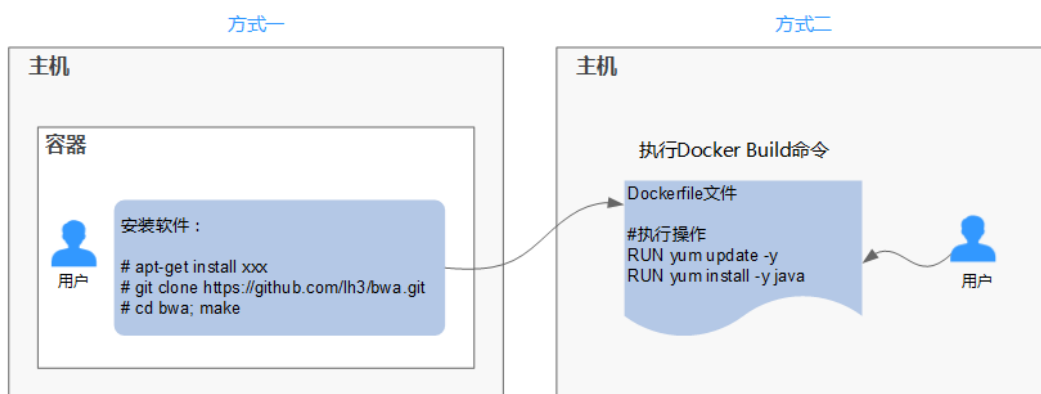 方式一
主机
容器
用户
安装软件：
# apt-get install xxx
# git clone https://github.com/lh3/bwa.git
# cd bwa; make
方式二
主机
执行Docker Build命令
Dockerfile文件
#执行操作
RUN yum update -y
RUN yum install -y java
用户